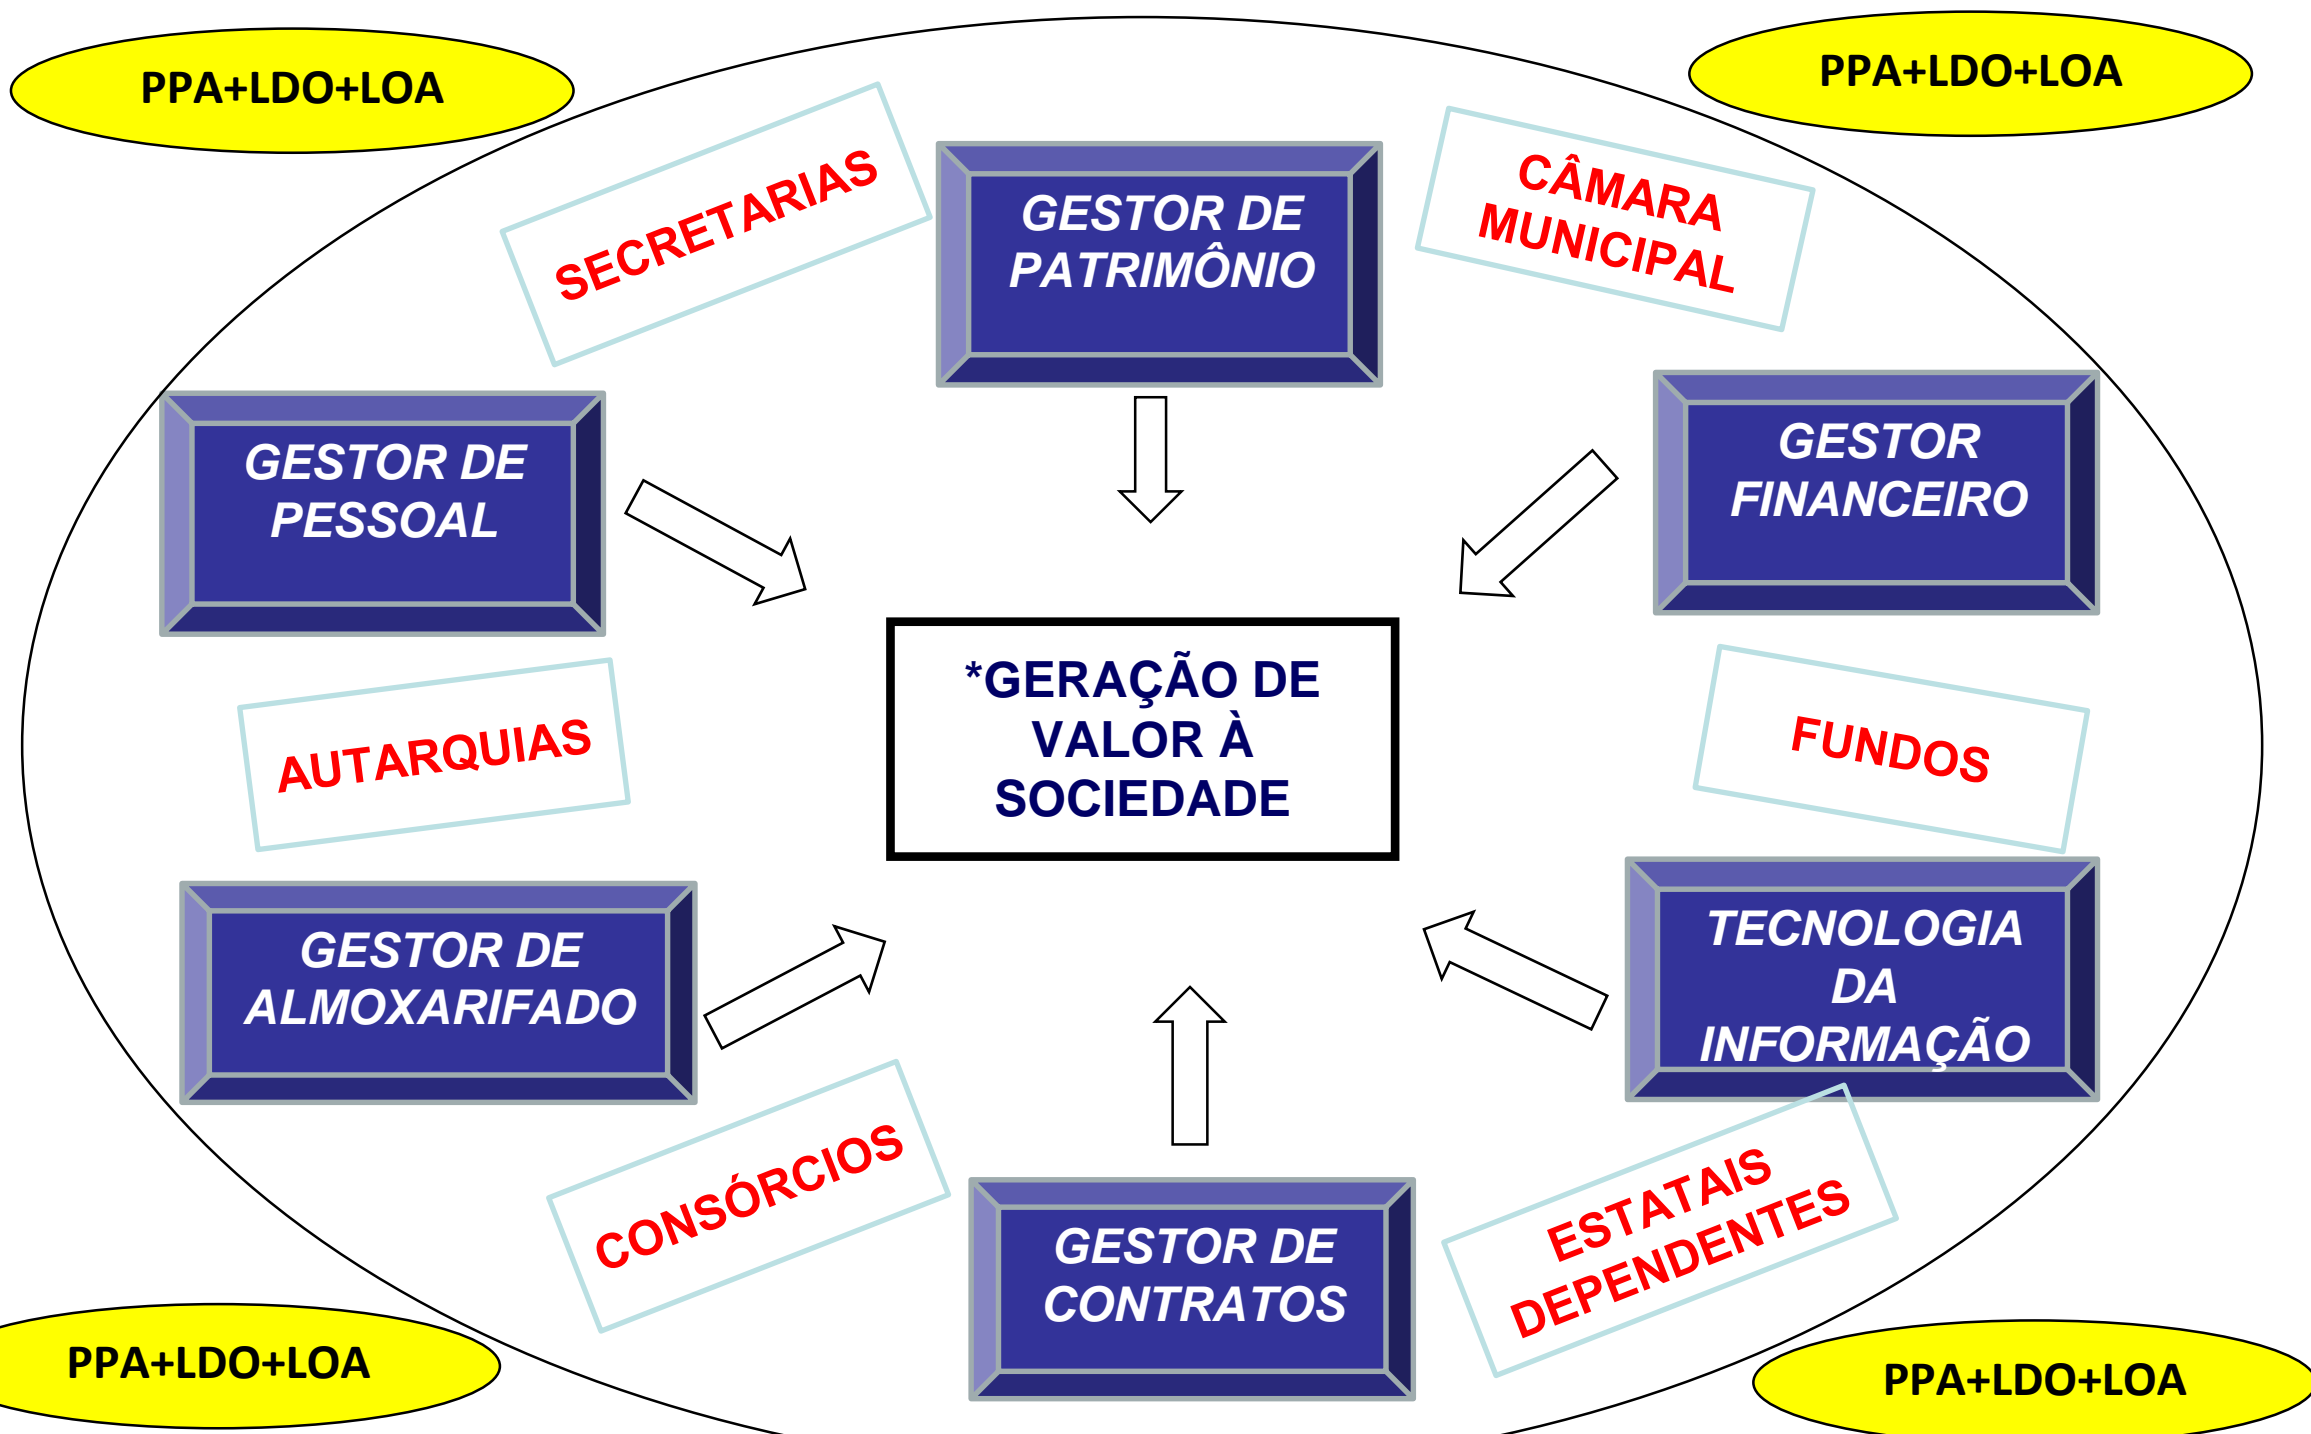 PPA+LDO+LOA
PPA+LDO+LOA
SECRETARIAS
GESTOR DE
PATRIMÔNIO
CÂMARA
MUNICIPAL
GESTOR DE
PESSOAL
GESTOR
FINANCEIRO
*GERAÇÃO DE
VALOR À
SOCIEDADE
AUTARQUIAS
FUNDOS
GESTOR DE
ALMOXARIFADO
TECNOLOGIA
DA
INFORMAÇÃO
CONSÓRCIOS
GESTOR DE
CONTRATOS
ESTATAIS
DEPENDENTES
PPA+LDO+LOA
PPA+LDO+LOA